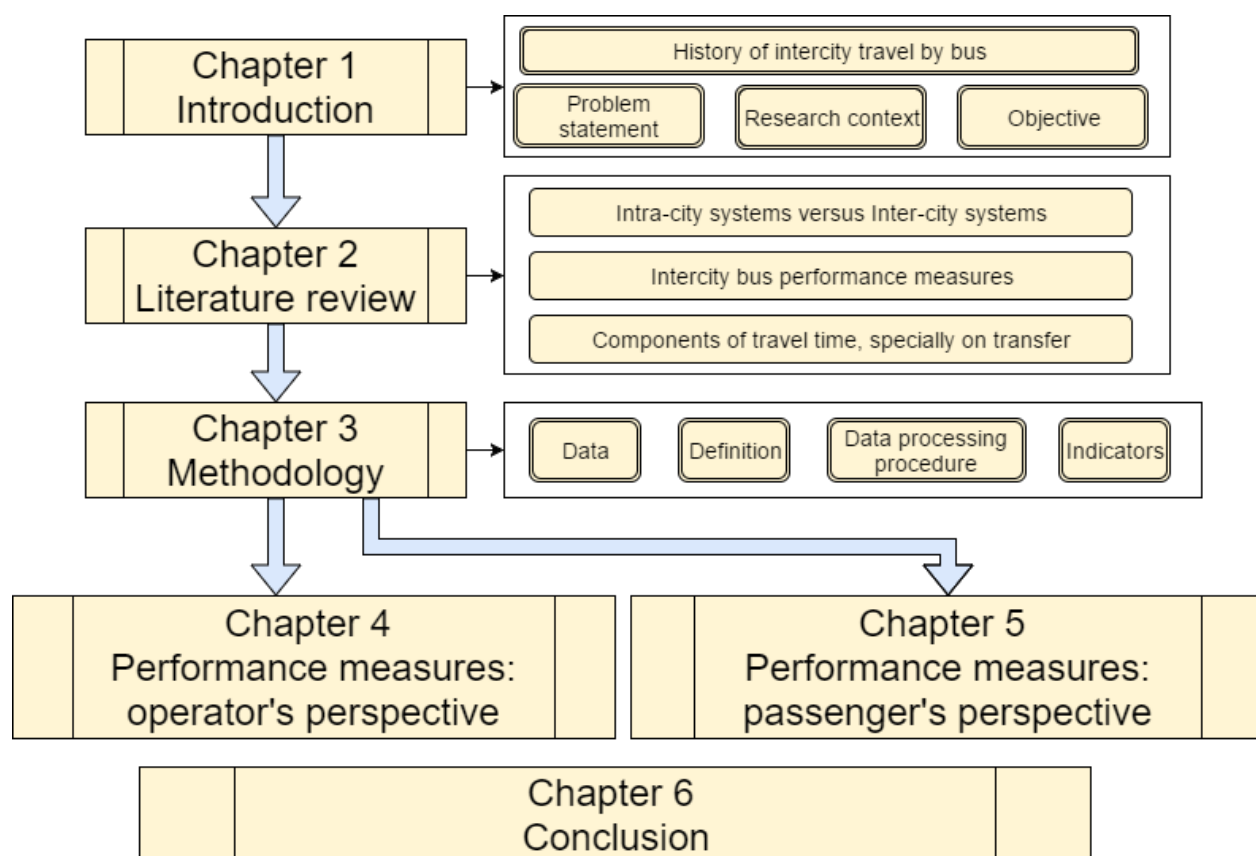 Chapter 1
Introduction
History of intercity travel by bus
Problem
statement
Research context
Objective
Chapter 2
Literature review
Intra-city systems versus Inter-city systems
Intercity bus performance measures
Components of travel time, specially on transfer
Chapter 3
Methodology
Data
Definition
Data processing
procedure
Indicators
Chapter 4
Performance measures:
operator's perspective
Chapter 5
Performance measures:
passenger's perspective
Chapter 6
Conclusion